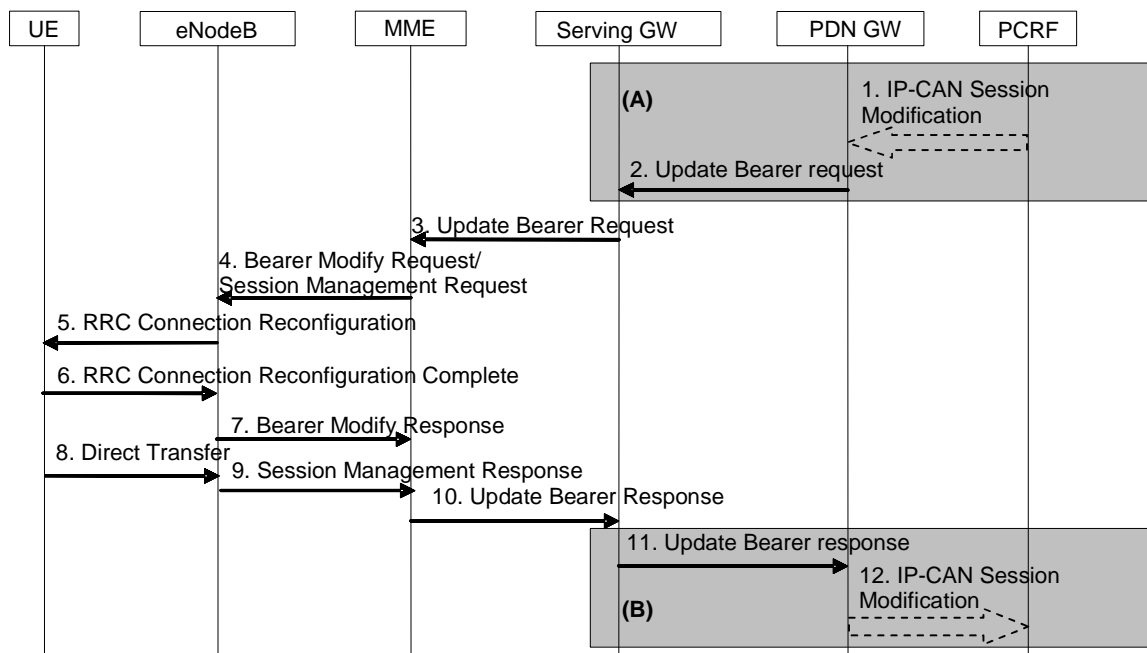 UE
eNodeB
MME
Serving GW
PDN GW
PCRF
(A)
1. IP-CAN Session
Modification
2. Update Bearer request
3. Update Bearer Request
4. Bearer Modify Request/
Session Management Request
5. RRC Connection Reconfiguration
6. RRC Connection Reconfiguration Complete
7. Bearer Modify Response
8. Direct Transfer
9. Session Management Response
10. Update Bearer Response
11. Update Bearer response
12. IP-CAN Session
Modification
(B)